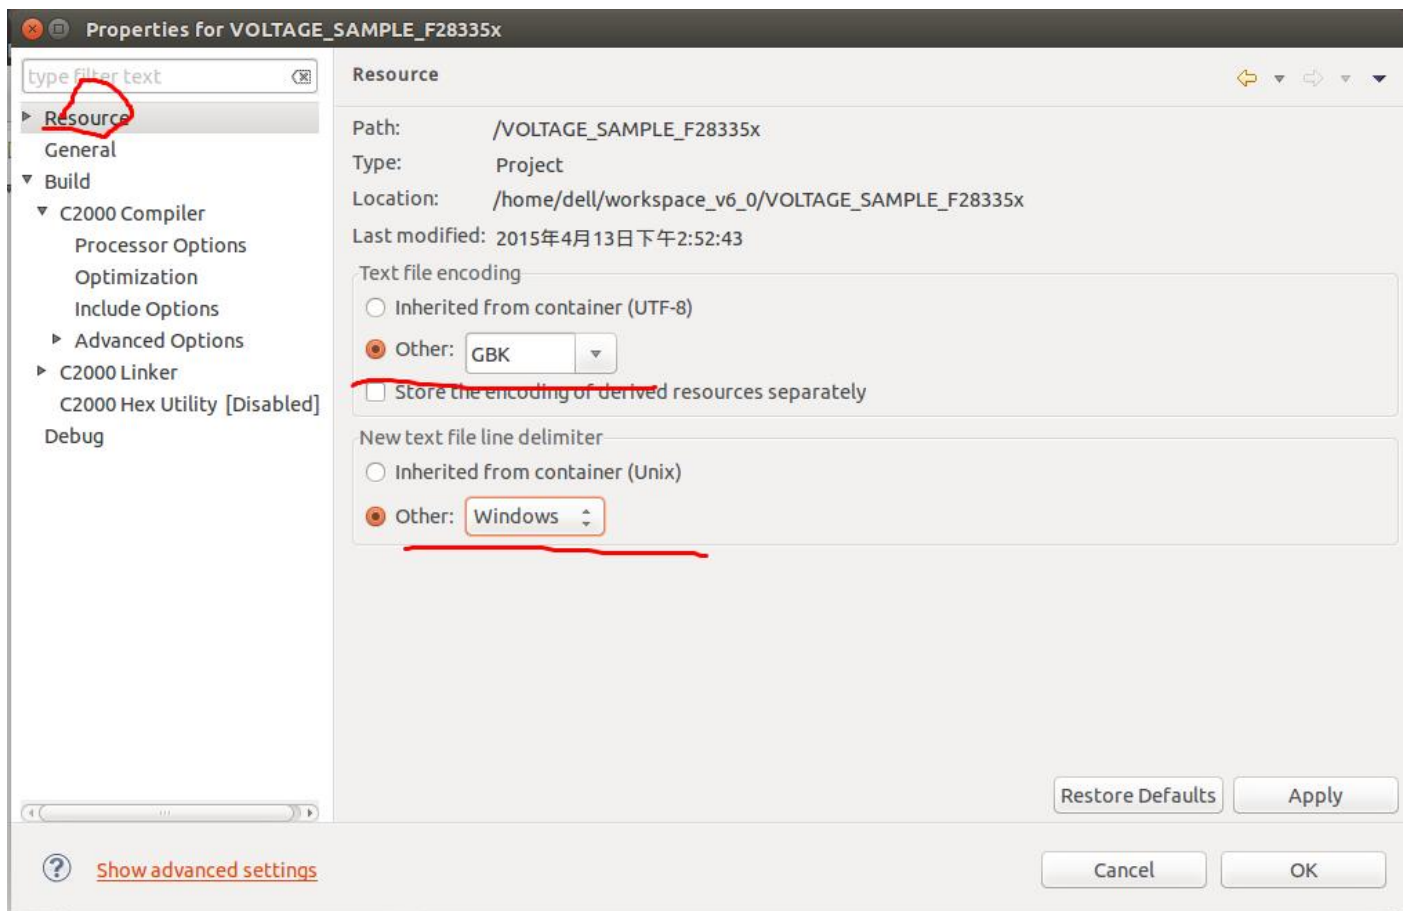 Properties for VOLTAGE_SAMPLE_F28335x
type filter text
Resource
General
Build
C2000 Compiler
Processor Options
Optimization
Include Options
Advanced Options
C2000 Linker
C2000 Hex Utility [Disabled]
Debug
Resource
Path: /VOLTAGE_SAMPLE_F28335x
Type: Project
Location: /home/dell/workspace_v6_0/VOLTAGE_SAMPLE_F28335x
Last modified: 2015年4月13日下午2:52:43
Text file encoding
Inherited from container (UTF-8)
Other: GBK
Store the encoding of derived resources separately
New text file line delimiter
Inherited from container (Unix)
Other: Windows
Restore Defaults Apply
? Show advanced settings
Cancel OK